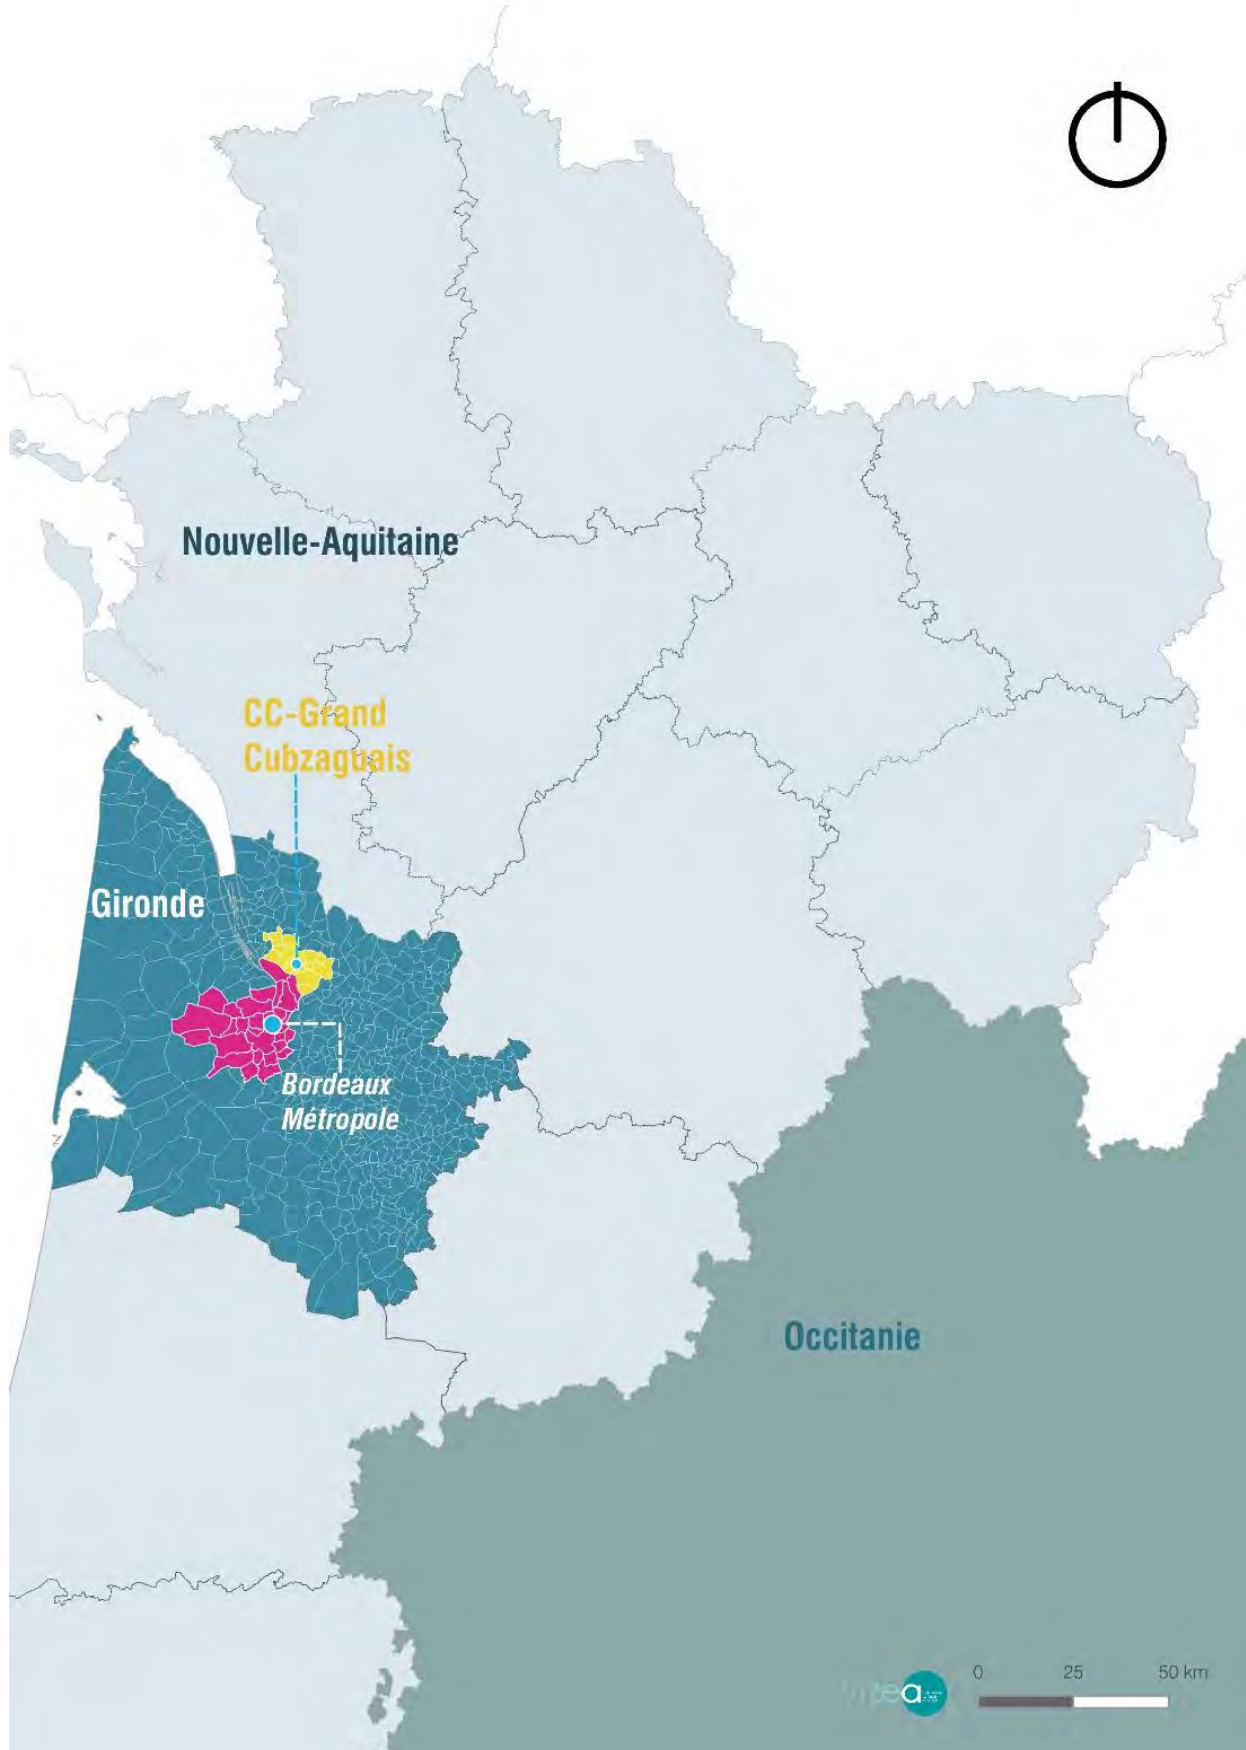 Nouvelle-Aquitaine
CC-Grand
Cubzaguais
Gironde
Bordeaux
Métropole
Occitanie
0 25 50 km